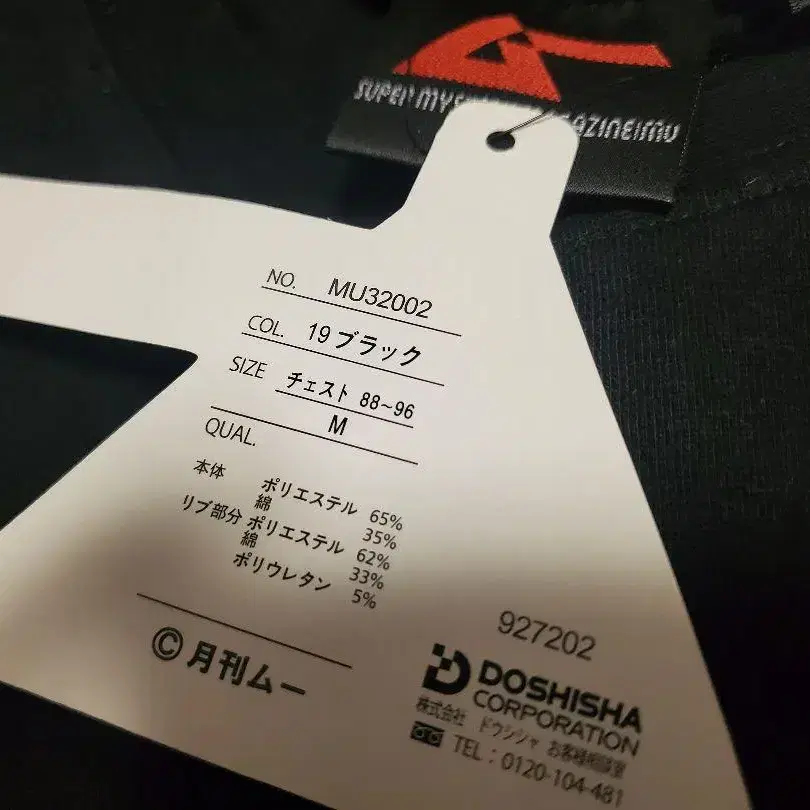 SUPER MY AZINE!MU
NO. MU32002
COL. 19 ブラック
SIZE チェスト 88~96
M
QUAL.
本体 ポリエステル 65%
綿 35%
リブ部分 ポリエステル 62%
綿 33%
ポリウレタン 5%
© 月刊ムー
927202
DOSHISHA
CORPORATION
株式会社 ドウシシャ お客様相談室
TEL : 0120-104-481